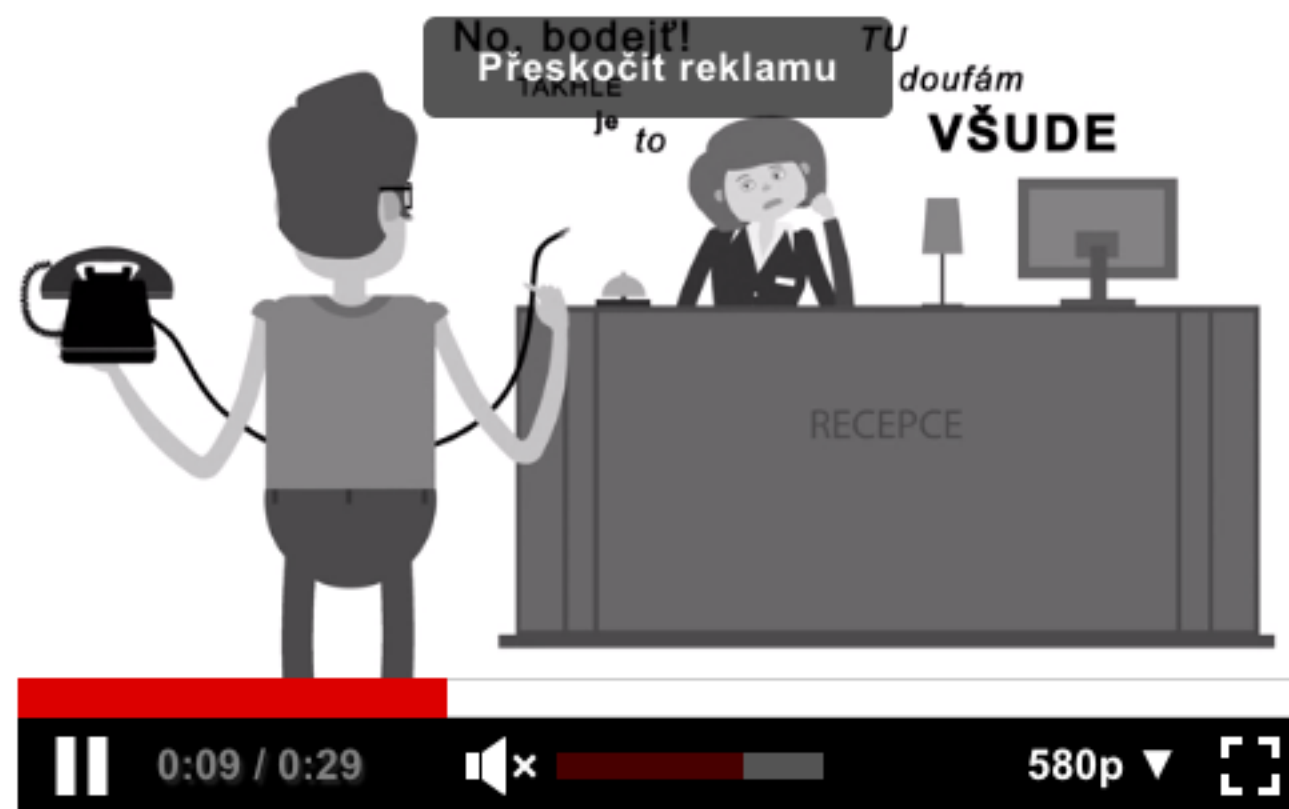 No, bodejť!
TU
Přeskočit reklamu
TAKHLE
doufám
je
to
VŠUDE
RECEPCE
0:09 / 0:29
580p